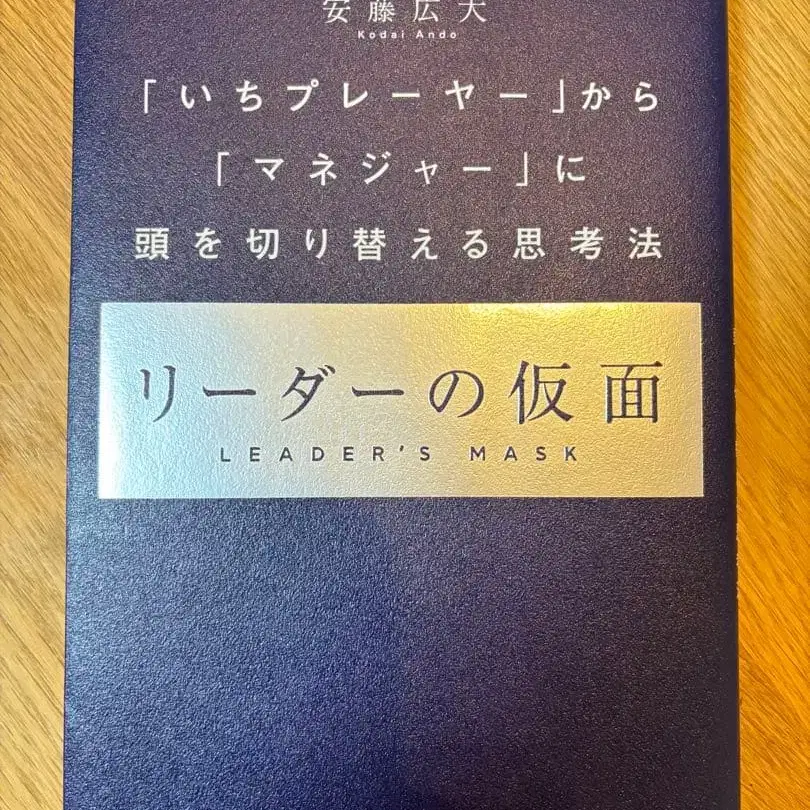 安藤広大
Kodai Ando
「いちプレーヤー」から
「マネジャー」に
頭を切り替える思考法
リーダーの仮面
LEADER'S MASK